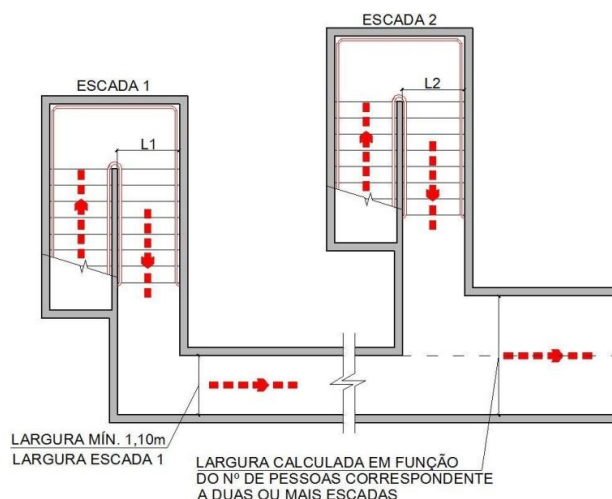 ESCADA 2
ESCADA 1
L2
L1
LARGURA MÍN. 1,10m
LARGURA ESCADA 1
LARGURA CALCULADA EM FUNÇÃO
DO Nº DE PESSOAS CORRESPONDENTE
A DUAS OU MAIS ESCADAS